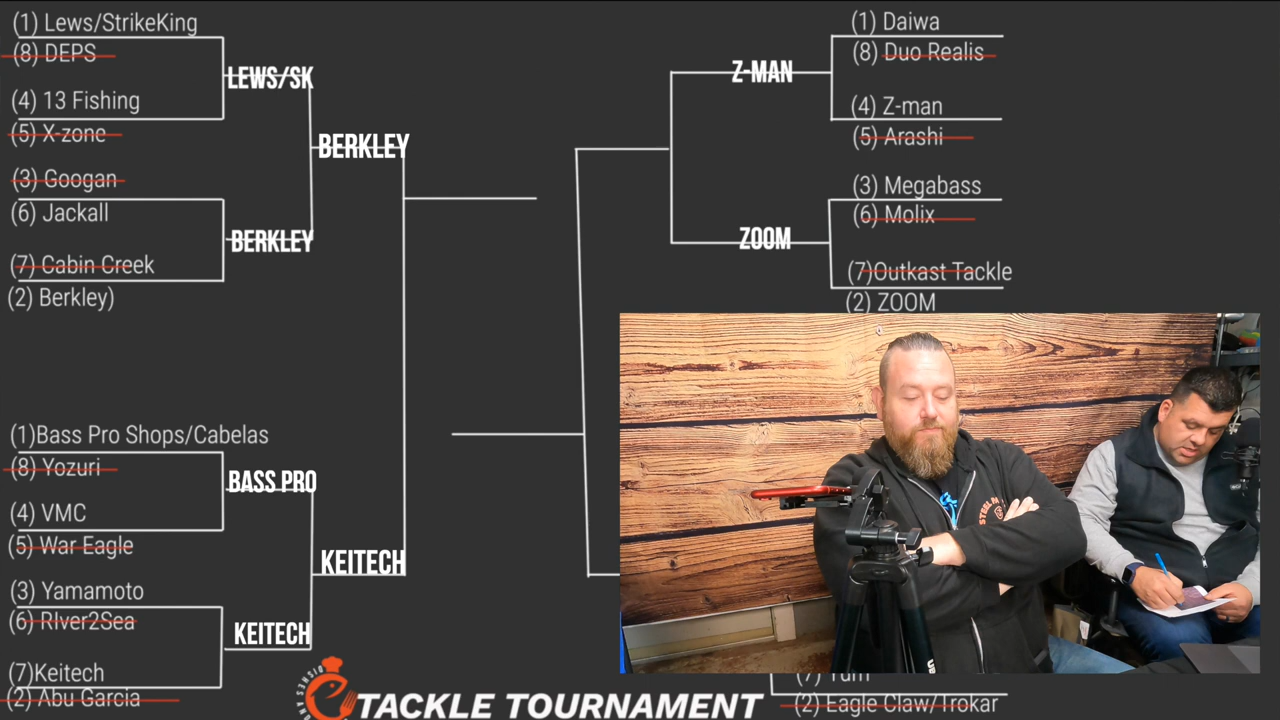 (1) Lews/StrikeKing
(8) DEPS
LEWS/SK
(4) 13 Fishing
(5) X-zone
BERKLEY
(3) Googan
(6) Jackall
BERKLEY
(7) Cabin Creek
(2) Berkley)
(1)Bass Pro Shops/Cabelas
(8) Yozuri
BASS PRO
(4) VMC
(5) War Eagle
KEITECH
(3) Yamamoto
(6) RIver2Sea
KEITECH
(7)Keitech
(2) Abu Garcia
(1) Daiwa
(8) Duo Realis
Z-MAN
(4) Z-man
(5) Arashi
(3) Megabass
(6) Molix
ZOOM
(7)Outkast Tackle
(2) ZOOM
(2) Eagle Claw/Trokar
TACKLE TOURNAMENT